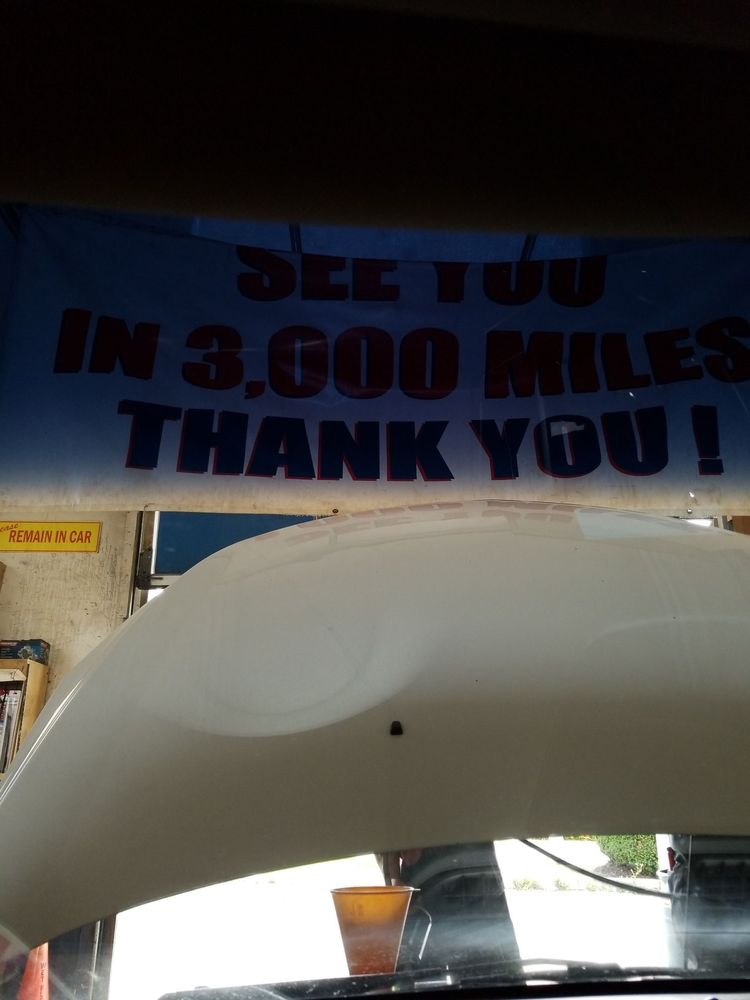 SEE YOU
IN 3,000 MILES
THANK YOU !
REMAIN IN CAR